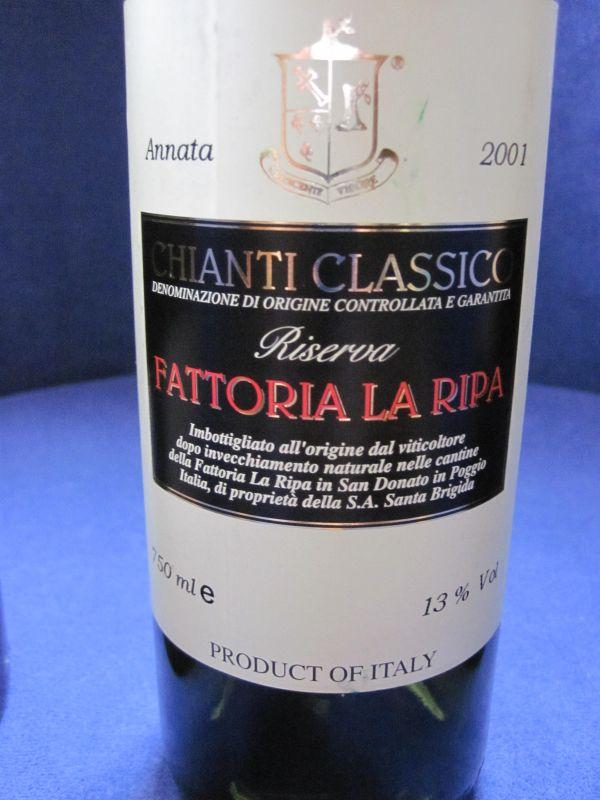 ®
CRESCENTE VIGORE
Annata 2001
CHIANTI CLASSICO
DENOMINAZIONE DI ORIGINE CONTROLLATA E GARANTITA
Riserva
FATTORIA LA RIPA
Imbottigliato all'origine dal viticoltore
dopo invecchiamento naturale nelle cantine
della Fattoria La Ripa in San Donato in Poggio
Italia, di proprietà della S.A. Santa Brigida
750 ml e 13 % Vol
PRODUCT OF ITALY